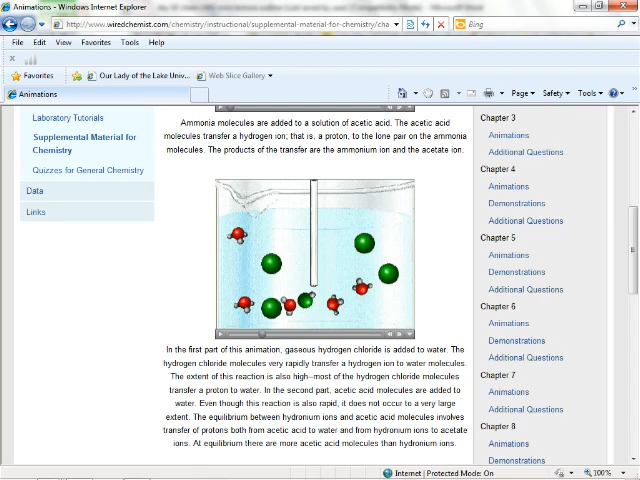 Animations - Windows Internet Explorer
http://www.wiredchemist.com/chemistry/instructional/supplemental-material-for-chemistry/cha
Bing
File Edit View Favorites Tools Help
Favorites Our Lady of the Lake Univ... Web Slice Gallery
Animations
Page Safety Tools
Laboratory Tutorials
Supplemental Material for
Chemistry
Quizzes for General Chemistry
Data
Links
Ammonia molecules are added to a solution of acetic acid. The acetic acid
molecules transfer a hydrogen ion; that is, a proton, to the lone pair on the ammonia
molecules. The products of the transfer are the ammonium ion and the acetate ion.
In the first part of this animation, gaseous hydrogen chloride is added to water. The
hydrogen chloride molecules very rapidly transfer a hydrogen ion to water molecules.
The extent of this reaction is also high--most of the hydrogen chloride molecules
transfer a proton to water. In the second part, acetic acid molecules are added to
water. Even though this reaction is also rapid, it does not occur to a very large
extent. The equilibrium between hydronium ions and acetic acid molecules involves
transfer of protons both from acetic acid to water and from hydronium ions to acetate
ions. At equilibrium there are more acetic acid molecules than hydronium ions.
Chapter 3
Animations
Additional Questions
Chapter 4
Animations
Demonstrations
Additional Questions
Chapter 5
Animations
Demonstrations
Additional Questions
Chapter 6
Animations
Demonstrations
Additional Questions
Chapter 7
Animations
Additional Questions
Chapter 8
Animations
Demonstrations
Internet | Protected Mode: On
100%